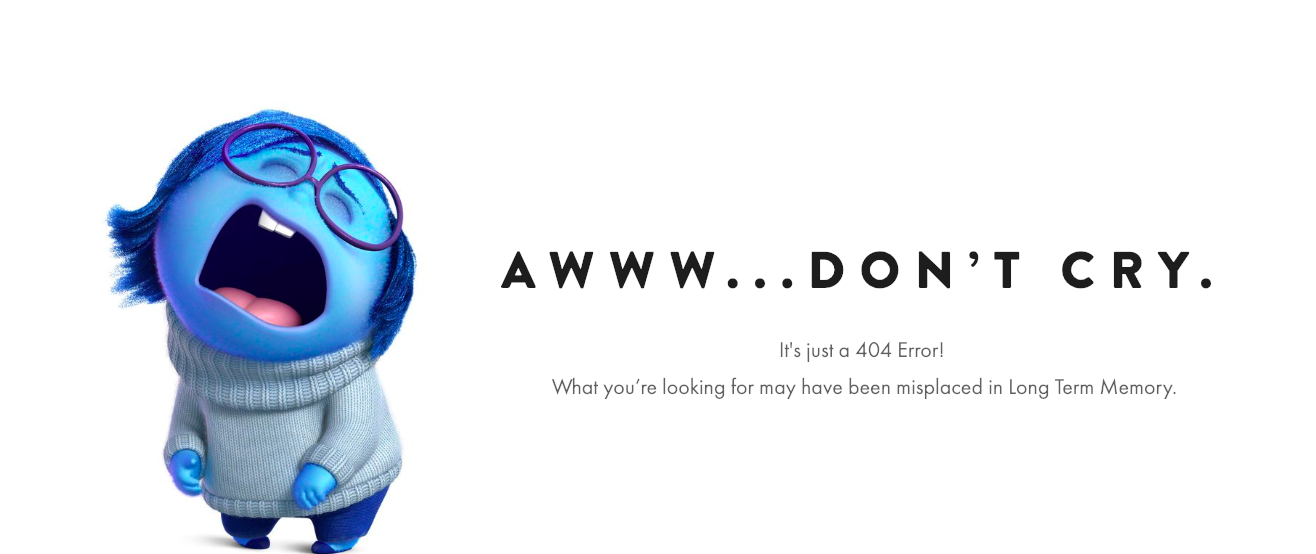 AWWW...DON’T CRY.
It's just a 404 Error!
What you’re looking for may have been misplaced in Long Term Memory.